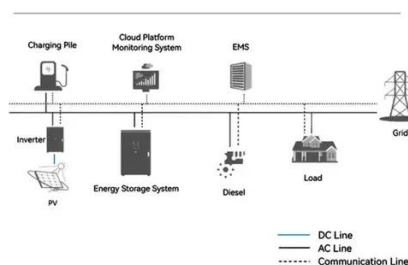 Charging Pile
Cloud Platform
Monitoring System
EMS
Grid
Inverter
PV
Energy Storage System
Diesel
Load
DC Line
AC Line
Communication Line